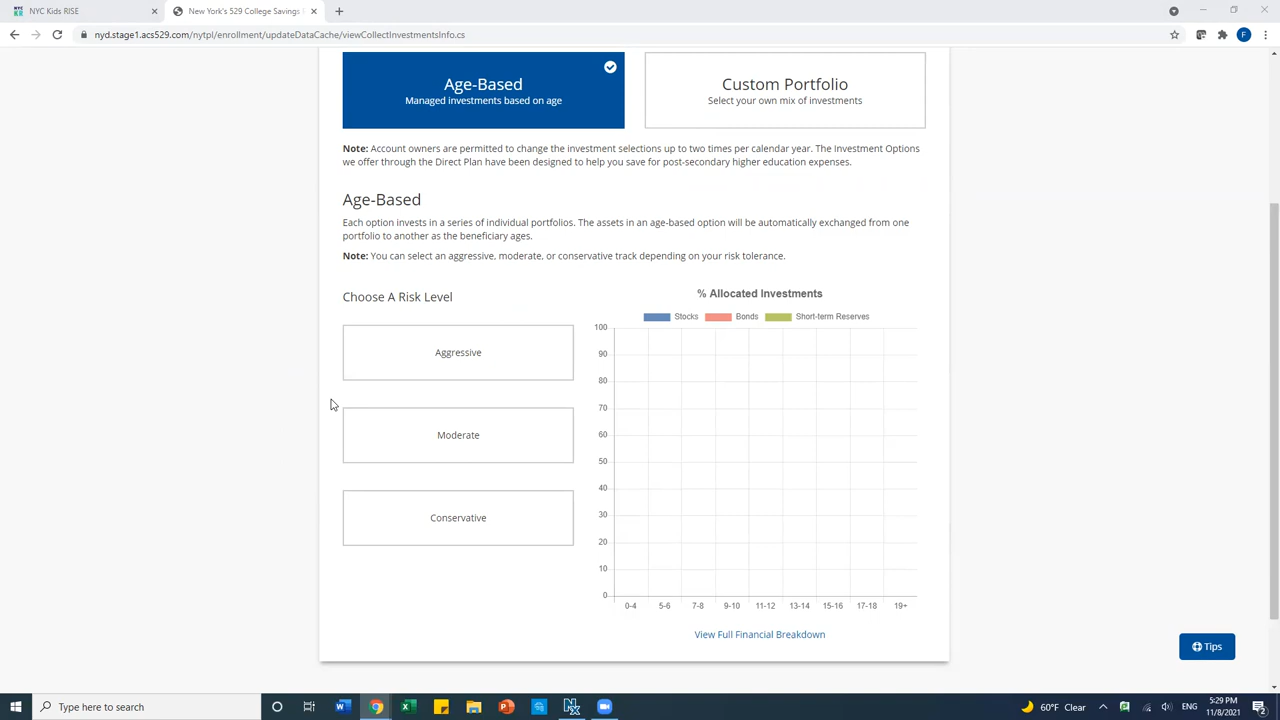 NYC Kids RISE
New York's 529 College Savings
nyd.stage1.acs529.com/nytpl/enrollment/updateDataCache/viewCollectInvestmentsInfo.cs
F
Age-Based
Managed investments based on age
Custom Portfolio
Select your own mix of investments
Note: Account owners are permitted to change the investment selections up to two times per calendar year. The Investment Options
we offer through the Direct Plan have been designed to help you save for post-secondary higher education expenses.
Age-Based
Each option invests in a series of individual portfolios. The assets in an age-based option will be automatically exchanged from one
portfolio to another as the beneficiary ages.
Note: You can select an aggressive, moderate, or conservative track depending on your risk tolerance.
Choose A Risk Level
Aggressive
Moderate
Conservative
% Allocated Investments
Stocks Bonds Short-term Reserves
100
90
80
70
60
50
40
30
20
10
0
0-4 5-6 7-8 9-10 11-12 13-14 15-16 17-18 19+
View Full Financial Breakdown
Tips
Type here to search
60°F Clear
5:29 PM
11/8/2021
2